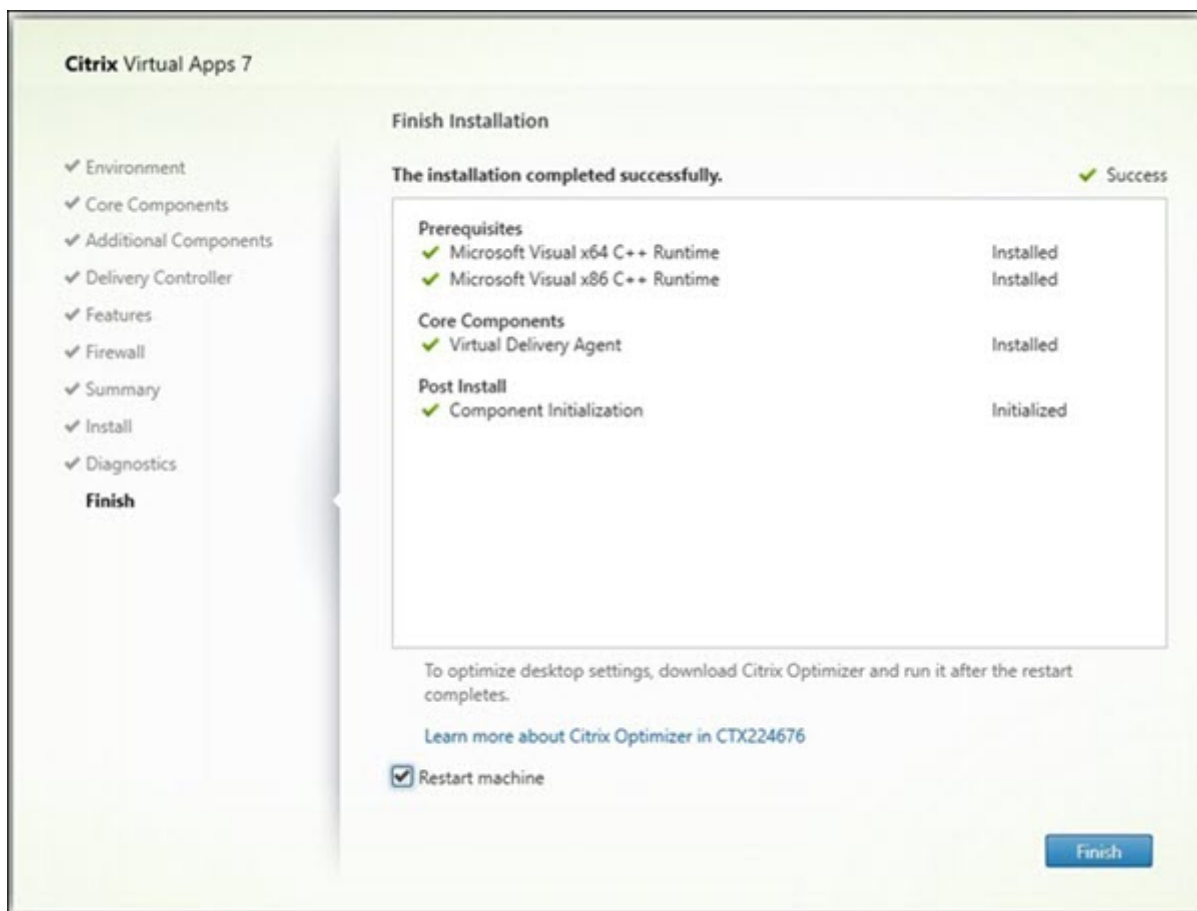 Citrix Virtual Apps 7
Environment
Core Components
Additional Components
Delivery Controller
Features
Firewall
Summary
Install
Diagnostics
Finish
Finish Installation
The installation completed successfully.
Success
Prerequisites
Microsoft Visual x64 C++ Runtime Installed
Microsoft Visual x86 C++ Runtime Installed
Core Components
Virtual Delivery Agent Installed
Post Install
Component Initialization Initialized
To optimize desktop settings, download Citrix Optimizer and run it after the restart
completes.
Learn more about Citrix Optimizer in CTX224676
Restart machine
Finish